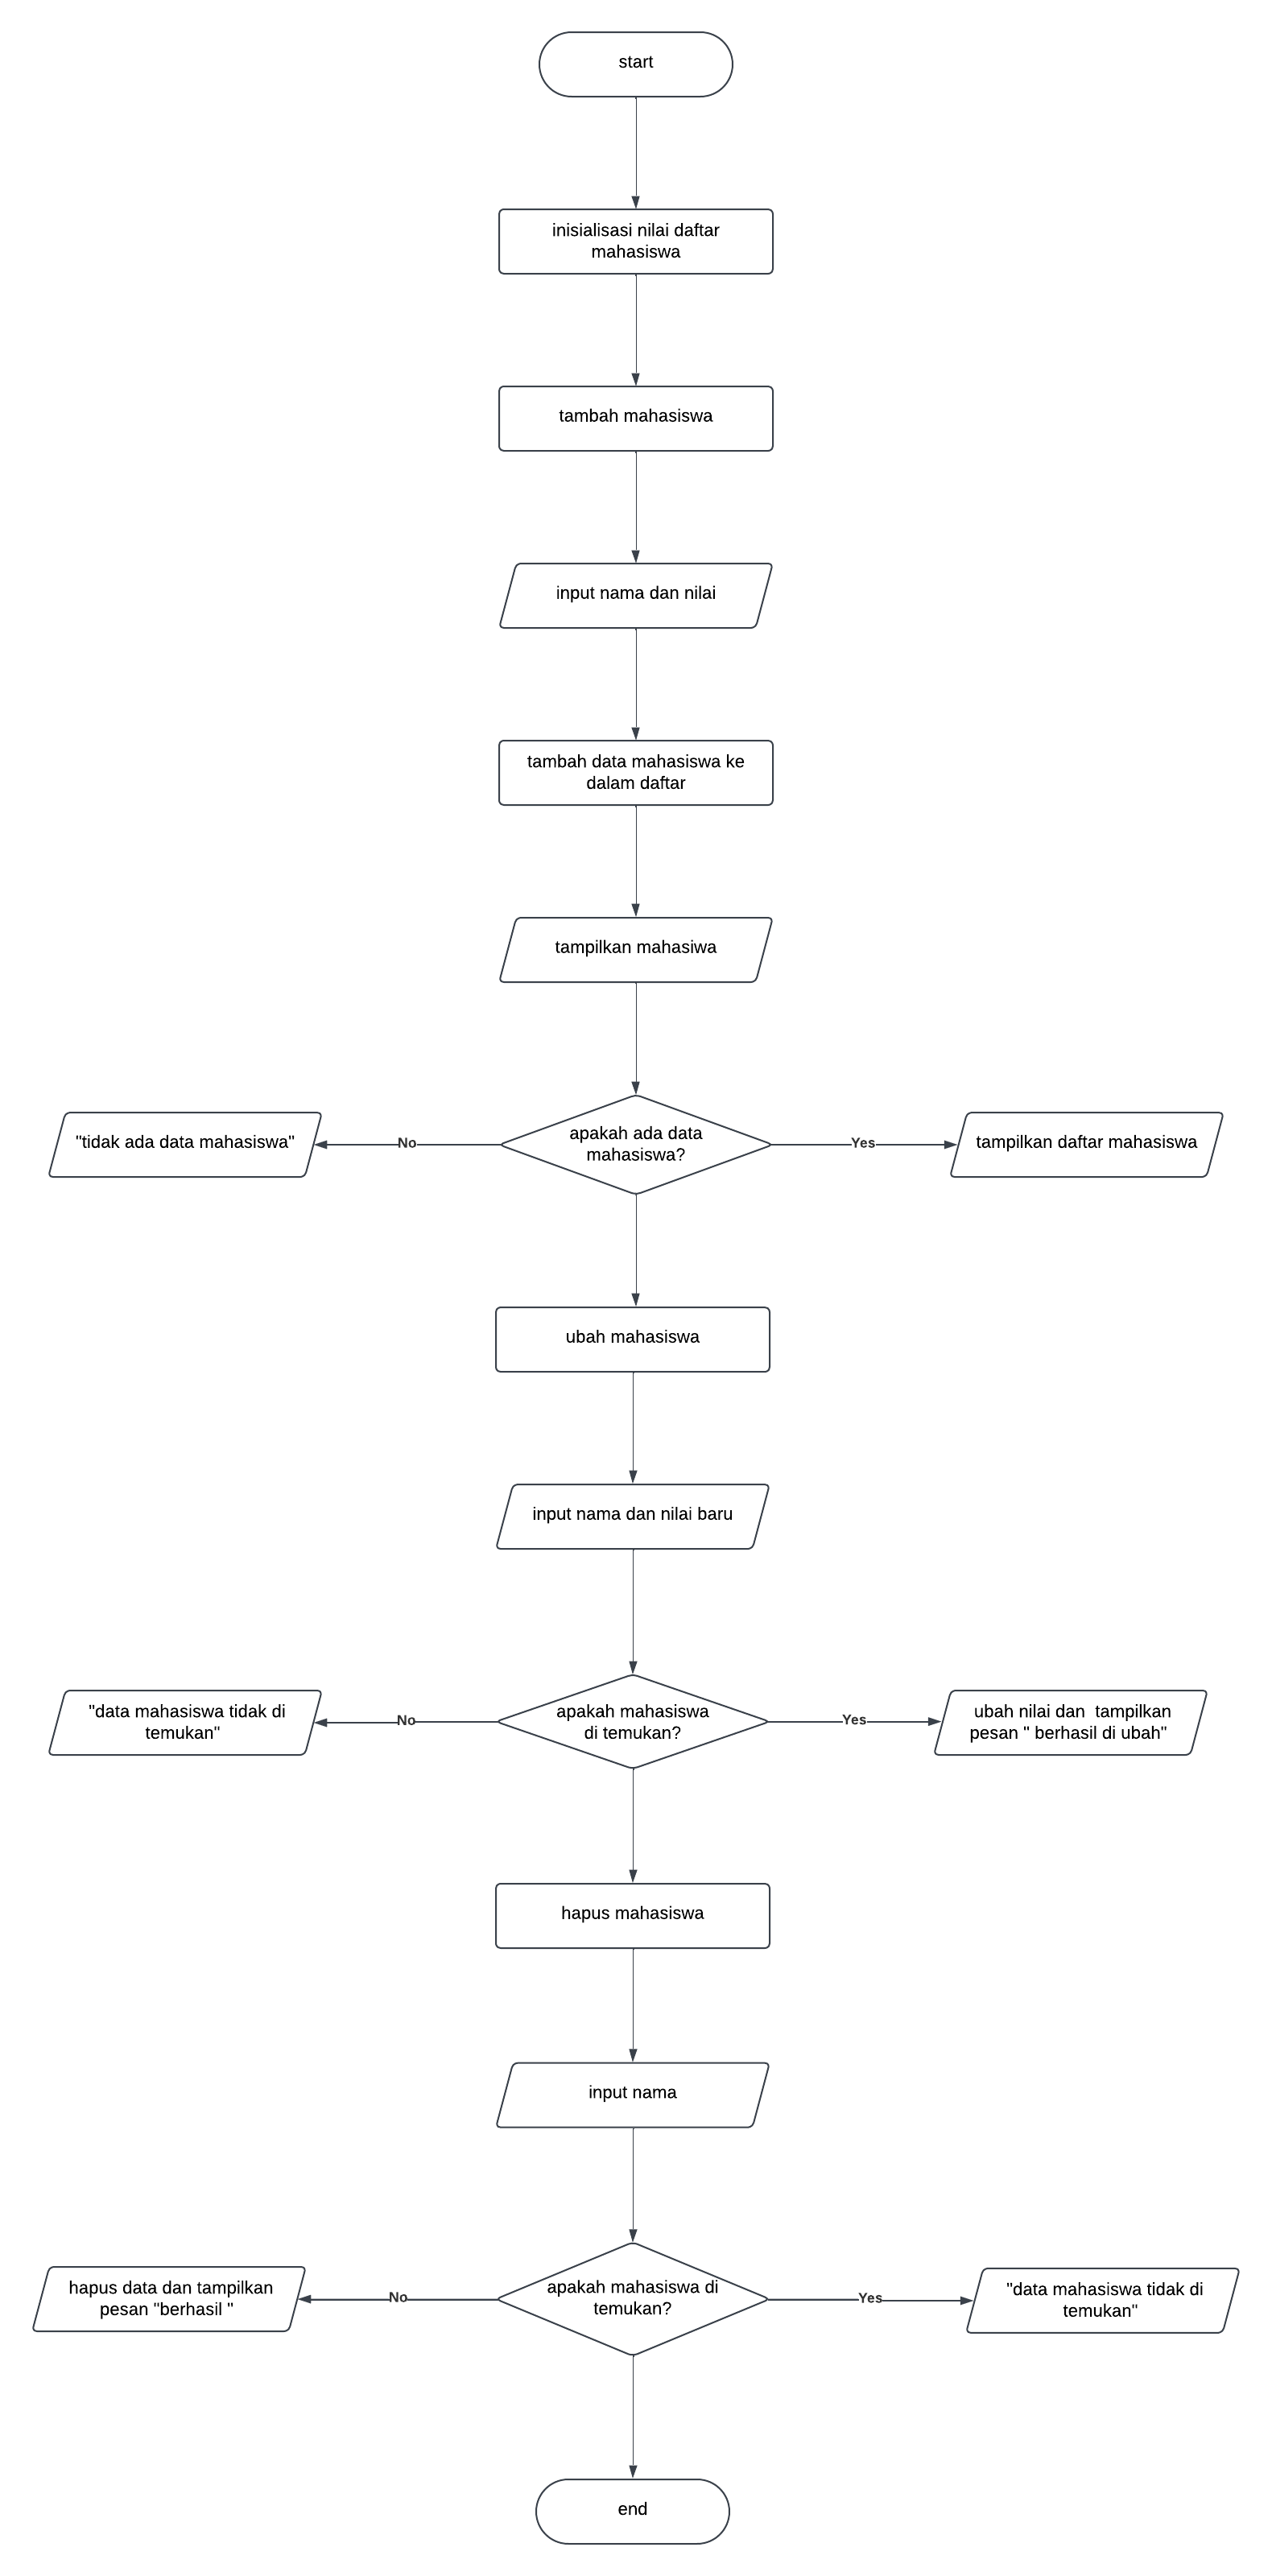 start
inisialisasi nilai daftar
mahasiswa
tambah mahasiswa
input nama dan nilai
tambah data mahasiswa ke
dalam daftar
tampilkan mahasiwa
"tidak ada data mahasiswa"
No
apakah ada data
mahasiswa?
Yes
tampilkan daftar mahasiswa
ubah mahasiswa
input nama dan nilai baru
"data mahasiswa tidak di
temukan"
No
apakah mahasiswa
di temukan?
Yes
ubah nilai dan  tampilkan
pesan " berhasil di ubah"
hapus mahasiswa
input nama
hapus data dan tampilkan
pesan "berhasil "
No
apakah mahasiswa di
temukan?
Yes
"data mahasiswa tidak di
temukan"
end